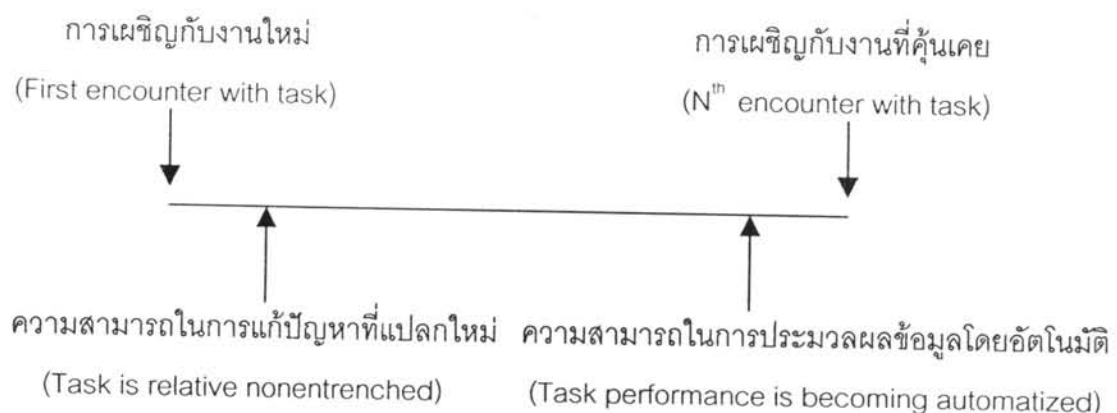 การเผชิญกับงานใหม่
(First encounter with task)
การเผชิญกับงานที่คุ้นเคย
(Nth encounter with task)
ความสามารถในการแก้ปัญหาที่แปลกใหม่
(Task is relative nonentrenched)
ความสามารถในการประมวลผลข้อมูลโดยอัตโนมัติ
(Task performance is becoming automatized)